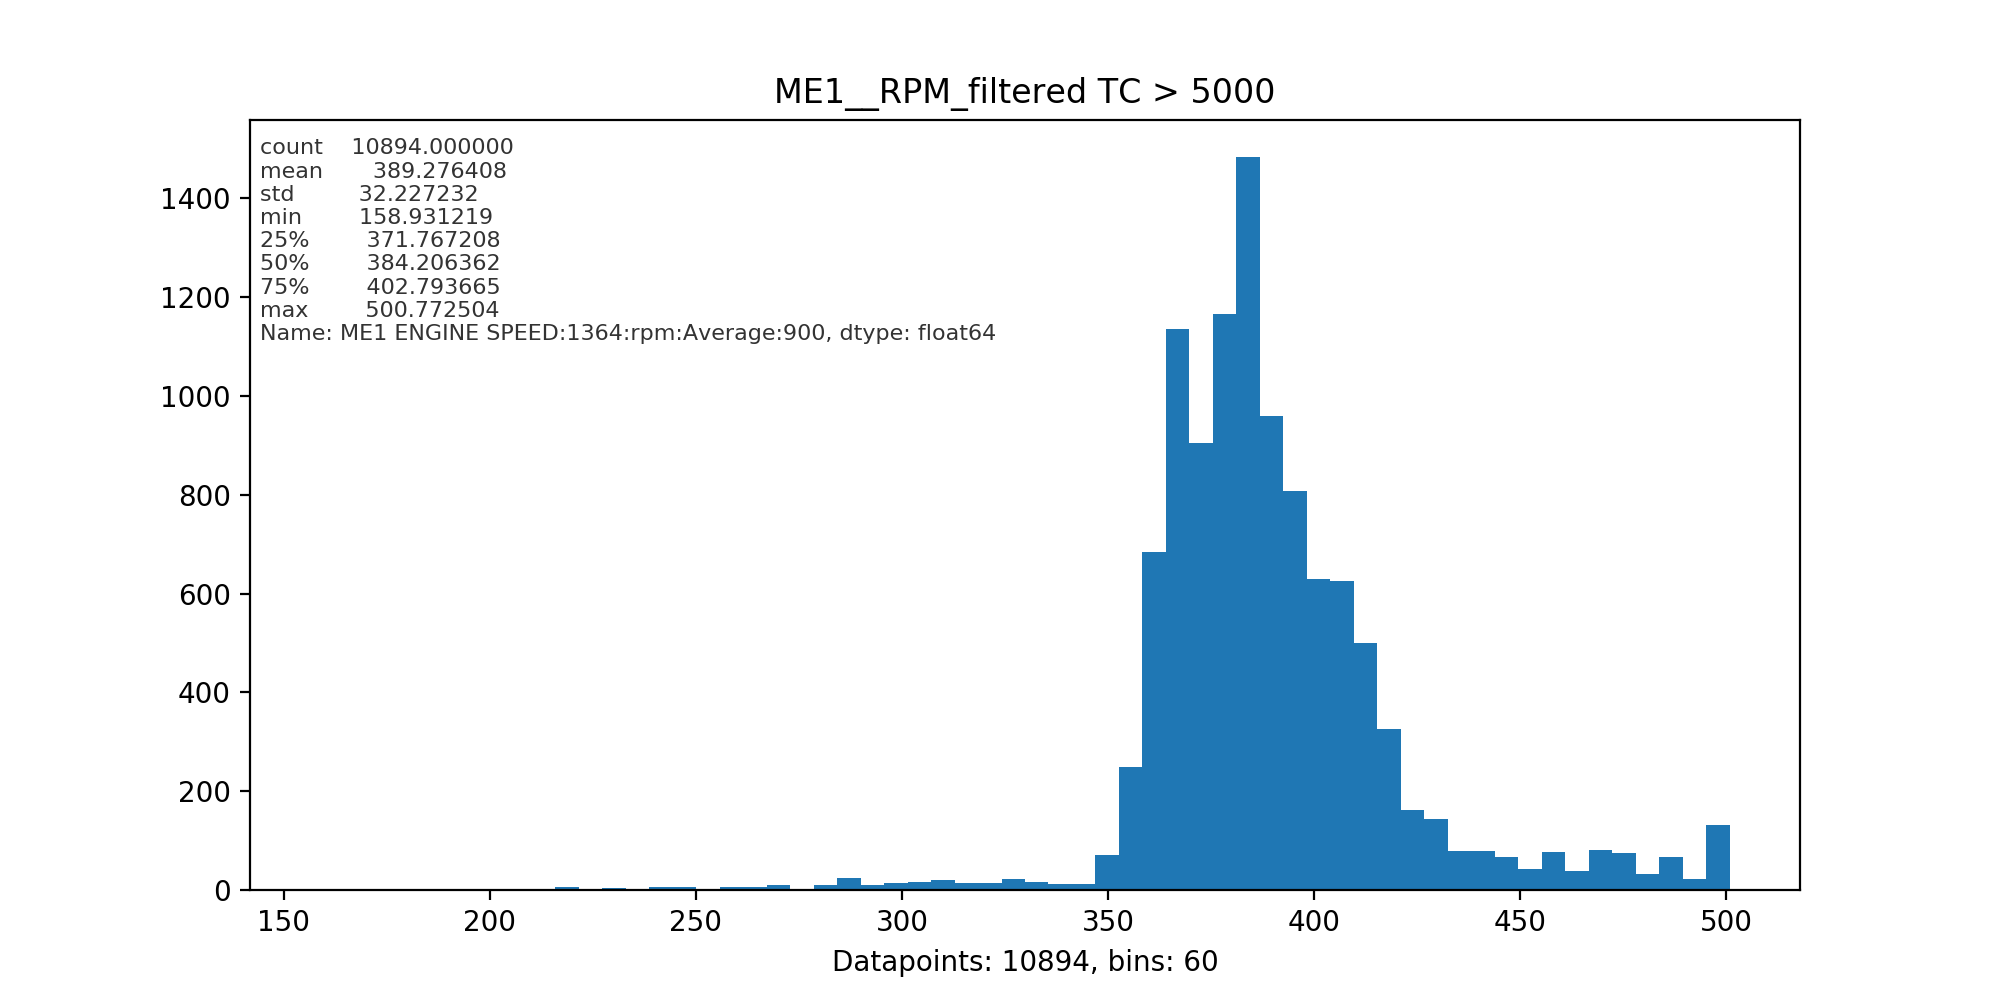 ME1__RPM_filtered TC > 5000
count 10894.000000
mean 389.276408
std 32.227232
min 158.931219
25% 371.767208
50% 384.206362
75% 402.793665
max 500.772504
Name: ME1 ENGINE SPEED:1364:rpm:Average:900, dtype: float64
1400
1200
1000
800
600
400
200
0
150 200 250 300 350 400 450 500
Datapoints: 10894, bins: 60